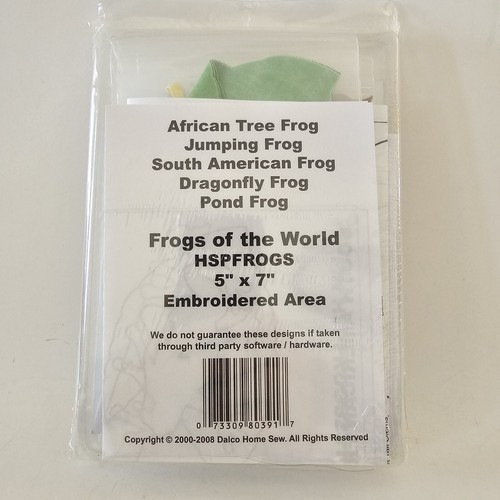 African Tree Frog
Jumping Frog
South American Frog
Dragonfly Frog
Pond Frog
Frogs of the World
HSPFROGS
5" x 7"
Embroidered Area
We do not guarantee these designs if taken
through third party software / hardware.
0 73309 80391 7
Copyright © 2000-2008 Dalco Home Sew. All Rights Reserved